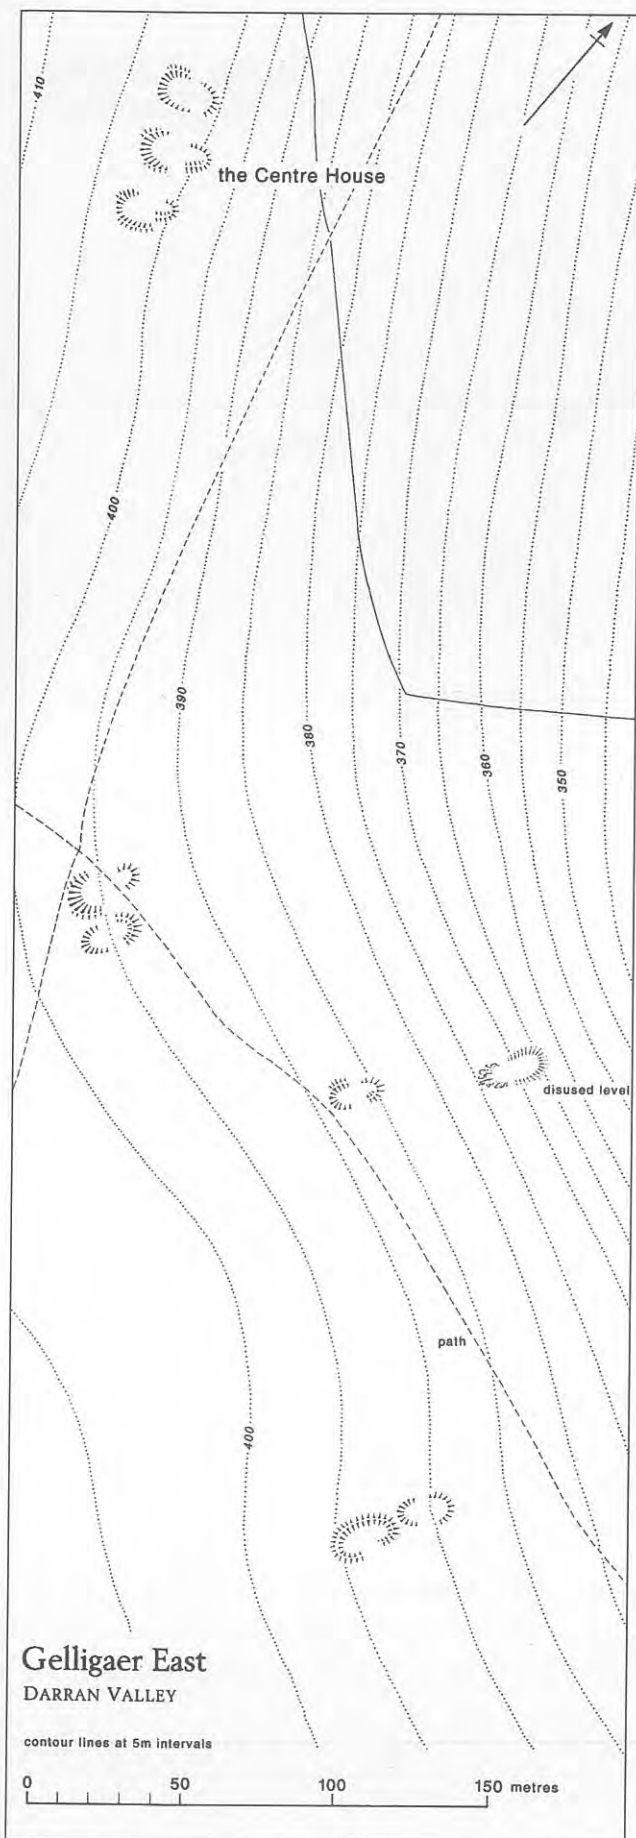 410
the Centre House
400
390
380
370
360
350
disused level
path
400
Gelligaer East
DARRAN VALLEY
contour lines at 5m intervals
0 50 100 150 metres